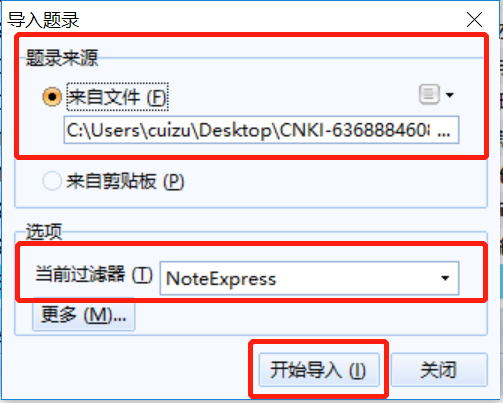 导入题录
题录来源
来自文件 (F)
C:\Users\cuizu\Desktop\CNKI-636888460 ...
来自剪贴板 (P)
选项
当前过滤器 (T) NoteExpress
更多 (M)...
开始导入 (I) 关闭